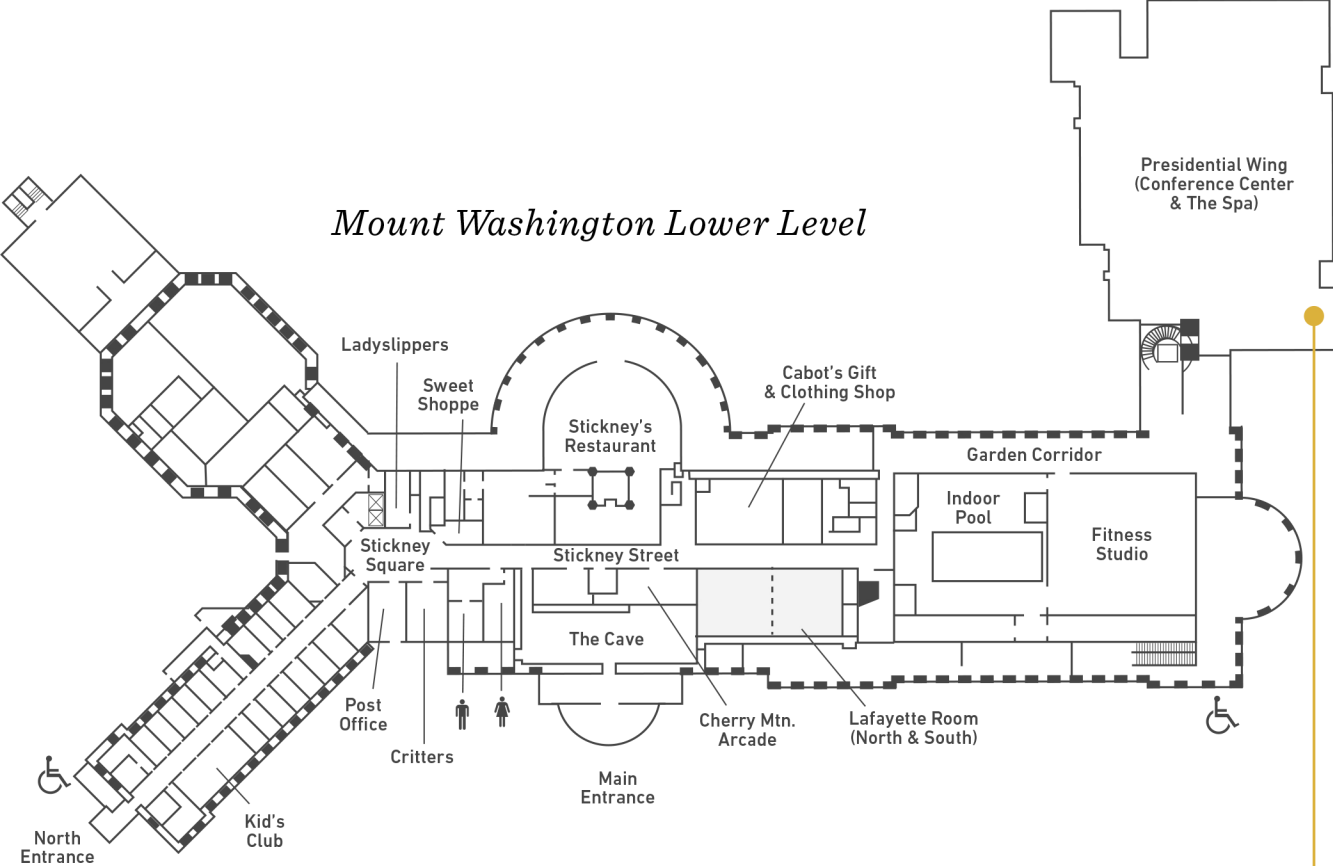 Presidential Wing
(Conference Center
& The Spa)
Mount Washington Lower Level
Ladyslippers
Sweet
Shoppe
Cabot's Gift
& Clothing Shop
Stickney's
Restaurant
Garden Corridor
Indoor
Pool
Fitness
Studio
Stickney
Square
Stickney Street
The Cave
Post
Office
Critters
Cherry Mtn.
Arcade
Lafayette Room
(North & South)
Main
Entrance
Kid's
Club
North
Entrance